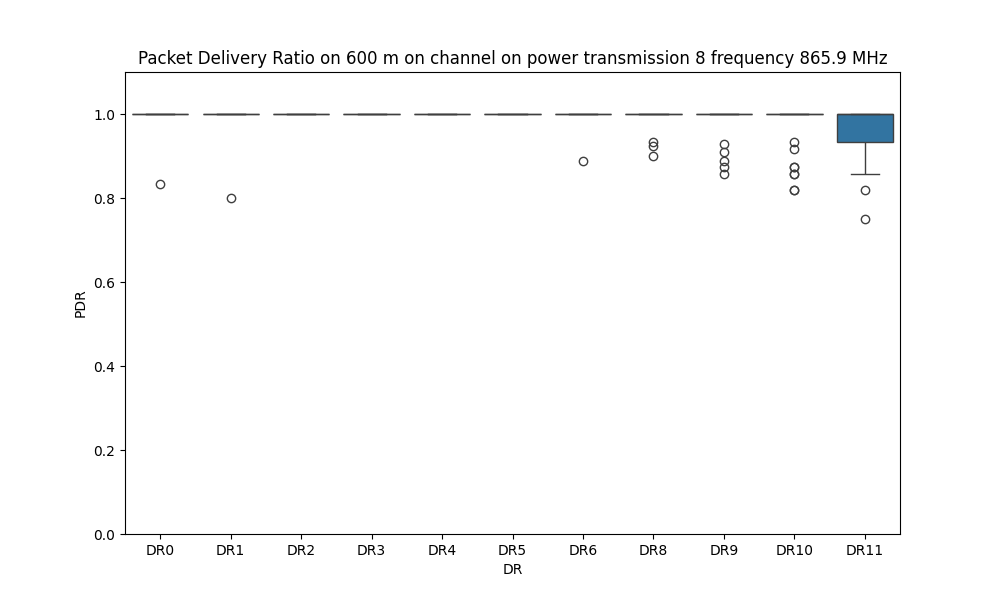 Packet Delivery Ratio on 600 m on channel on power transmission 8 frequency 865.9 MHz
1.0
0.8
0.6
0.4
0.2
0.0
PDR
DR0 DR1 DR2 DR3 DR4 DR5 DR6 DR8 DR9 DR10 DR11
DR